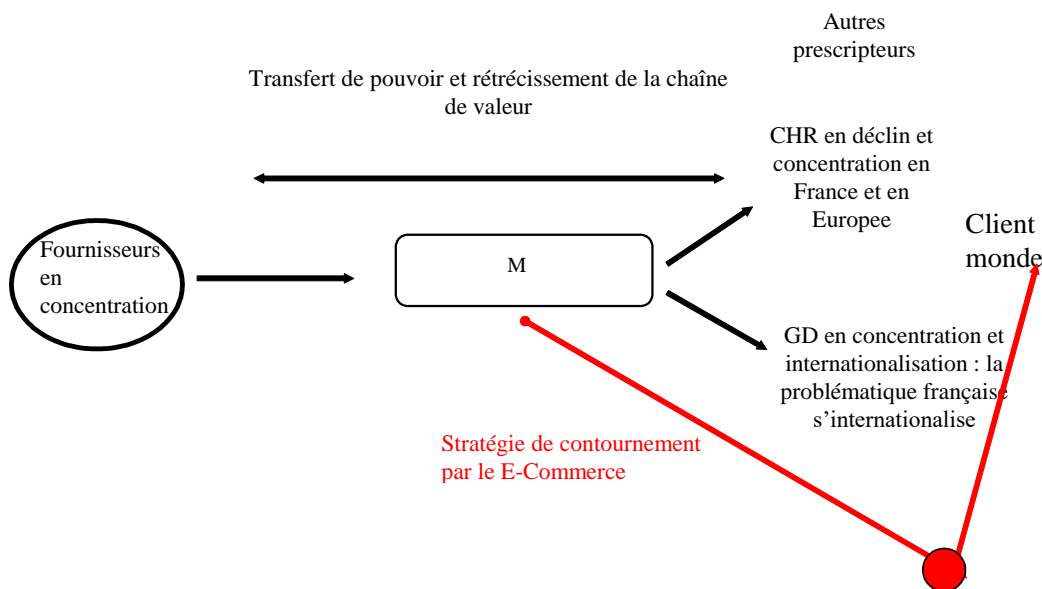 Autres
prescripteurs
Transfert de pouvoir et rétrécissement de la chaîne
de valeur
CHR en déclin et
concentration en
France et en
Europee
Client
monde
Fournisseurs
en
concentration
M
GD en concentration et
internationalisation : la
problématique française
s’internationalise
Stratégie de contournement
par le E-Commerce